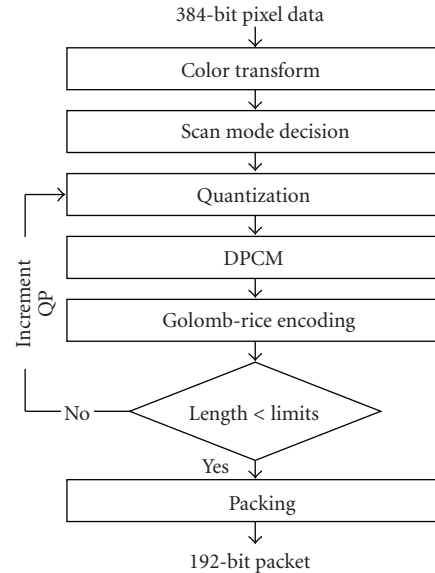 384-bit pixel data
Color transform
Scan mode decision
Quantization
DPCM
Golomb-rice encoding
Increment
QP
Length < limits
No
Yes
Packing
192-bit packet